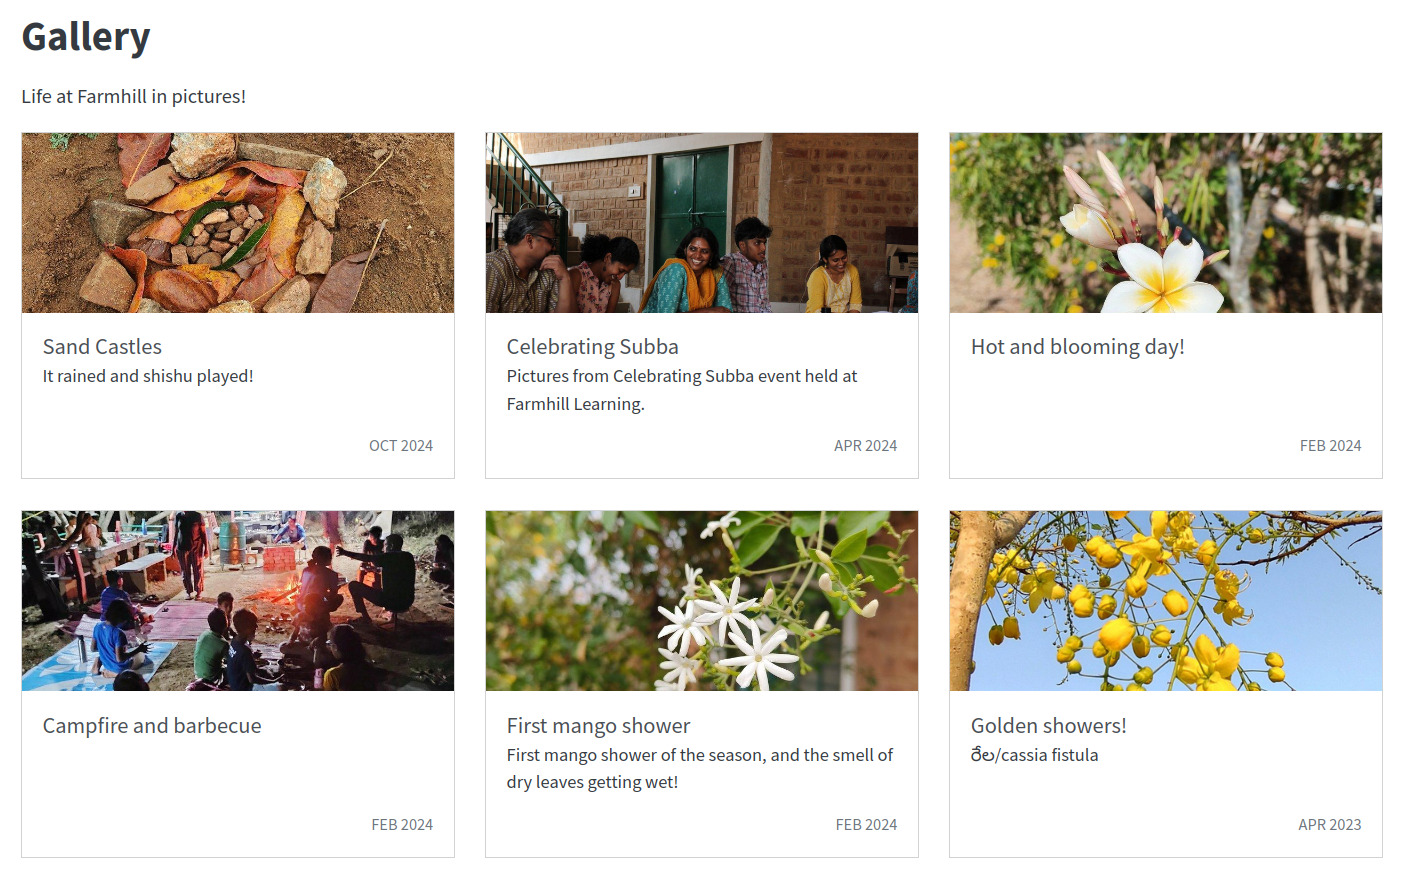 Gallery
Life at Farmhill in pictures!
Sand Castles
It rained and shishu played!
OCT 2024
Celebrating Subba
Pictures from Celebrating Subba event held at
Farmhill Learning.
APR 2024
Hot and blooming day!
FEB 2024
Campfire and barbecue
FEB 2024
First mango shower
First mango shower of the season, and the smell of
dry leaves getting wet!
FEB 2024
Golden showers!
రేల/cassia fistula
APR 2023